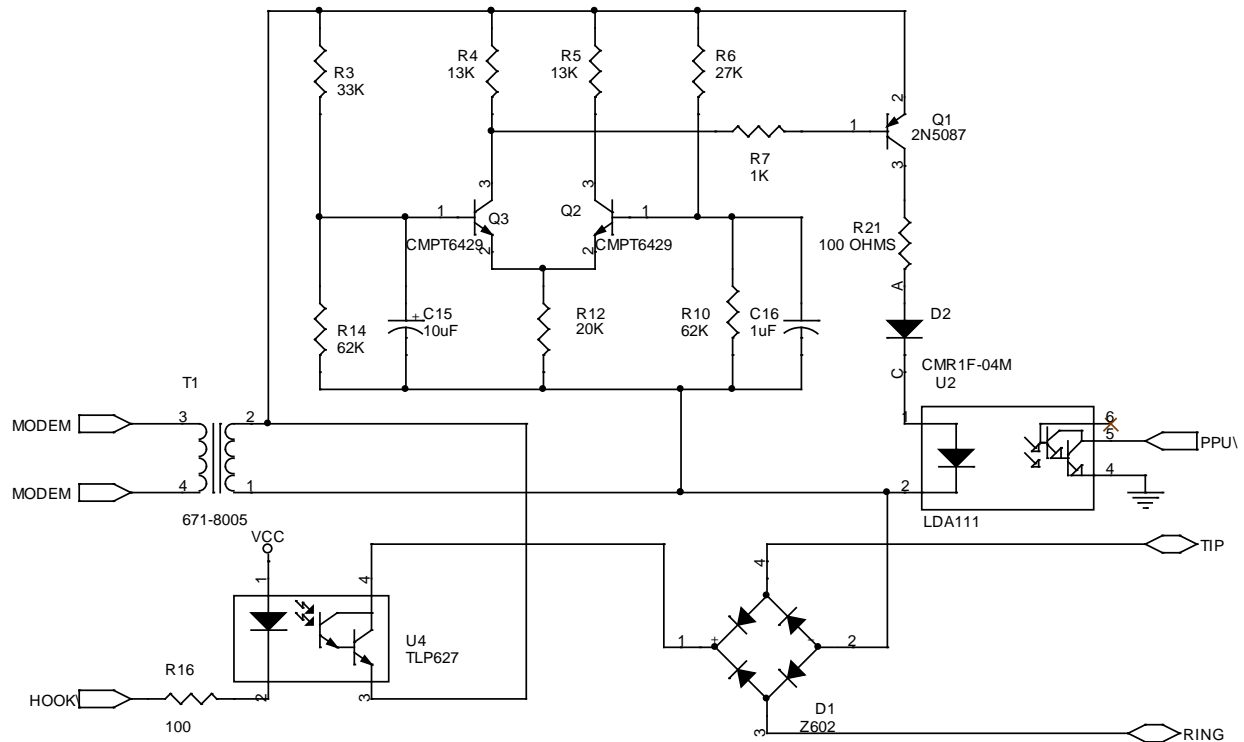 R3
33K
R4
13K
R5
13K
R6
27K
2
1
Q1
2N5087
3
R7
1K
3
3
1
Q3
Q2
1
CMPT6429
CMPT6429
2
2
R21
100 OHMS
A
D2
C
CMR1F-04M
U2
R14
62K
+
C15
10uF
R12
20K
R10
62K
C16
1uF
T1
MODEM
3
2
MODEM
4
1
671-8005
1
2
6
5
4
PPU\
LDA111
VCC
1
4
U4
TLP627
2
3
HOOK\
R16
100
TIP
4
1
+
-
2
3
D1
Z602
RING